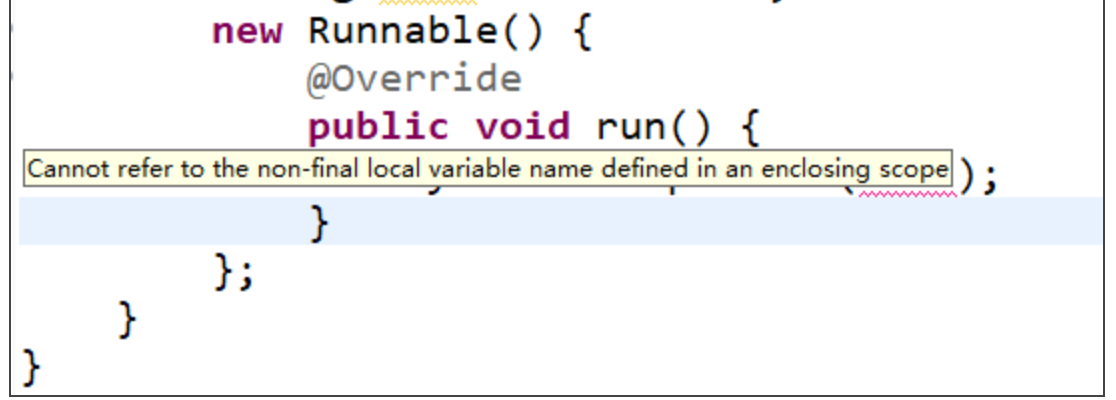 new Runnable() {
@Override
public void run() {
Cannot refer to the non-final local variable name defined in an enclosing scope
);
}
};
}
}